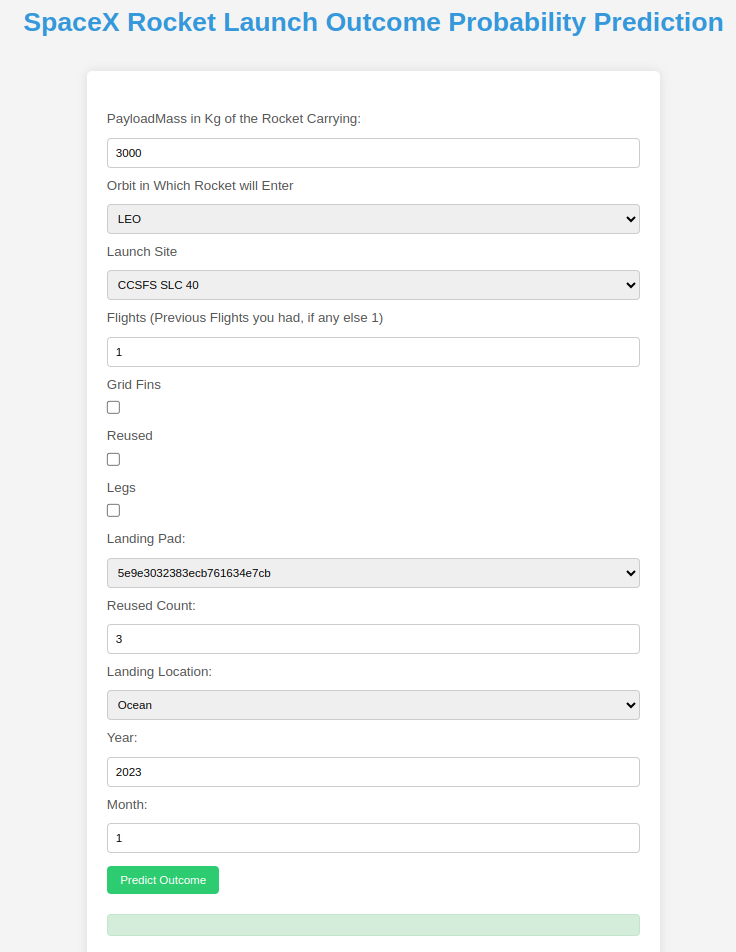 SpaceX Rocket Launch Outcome Probability Prediction
PayloadMass in Kg of the Rocket Carrying:
3000
Orbit in Which Rocket will Enter
LEO
Launch Site
CCSFS SLC 40
Flights (Previous Flights you had, if any else 1)
1
Grid Fins
Reused
Legs
Landing Pad:
5e9e3032383ecb761634e7cb
Reused Count:
3
Landing Location:
Ocean
Year:
2023
Month:
1
Predict Outcome